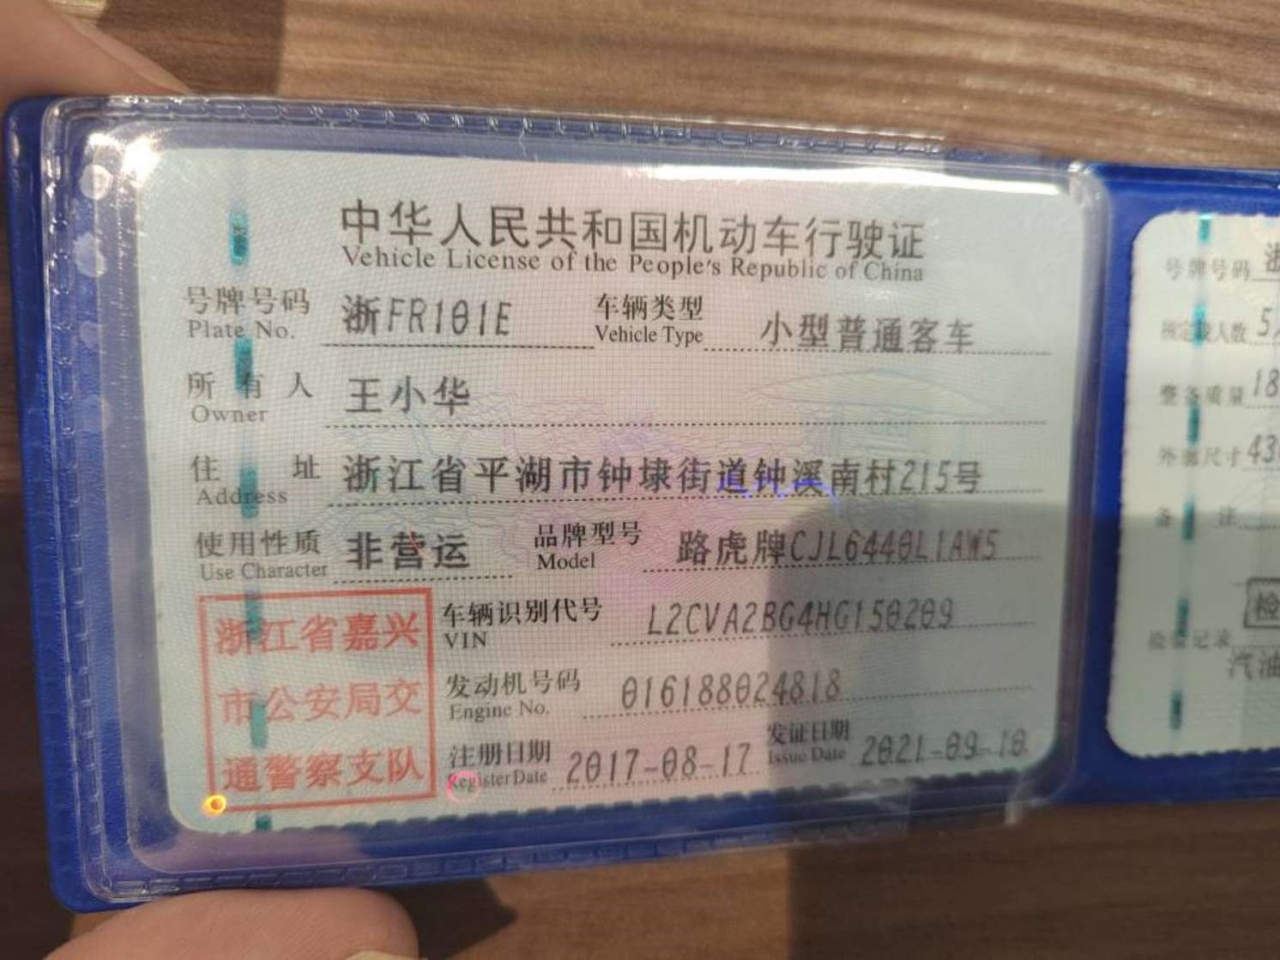 中华人民共和国机动车行驶证
Vehicle License of the People's Republic of China
号牌号码 浙FR101E 车辆类型 小型普通客车
Plate No. Vehicle Type
所有人 王小华
Owner
住址 浙江省平湖市钟埭街道钟溪南村215号
Address
使用性质 非营运 品牌型号 路虎牌CJL6440L1AW5
Use Character Model
浙江省嘉兴
市公安局交
通警察支队
车辆识别代号 L2CVA2BG4HG150209
VIN
发动机号码 016188024818
Engine No.
注册日期 2017-08-17 发证日期 2021-09-10
Register Date Issue Date
号牌号码 浙
核定载人数 5
整备质量 18
外廓尺寸 43
备注
检
检验记录
汽油